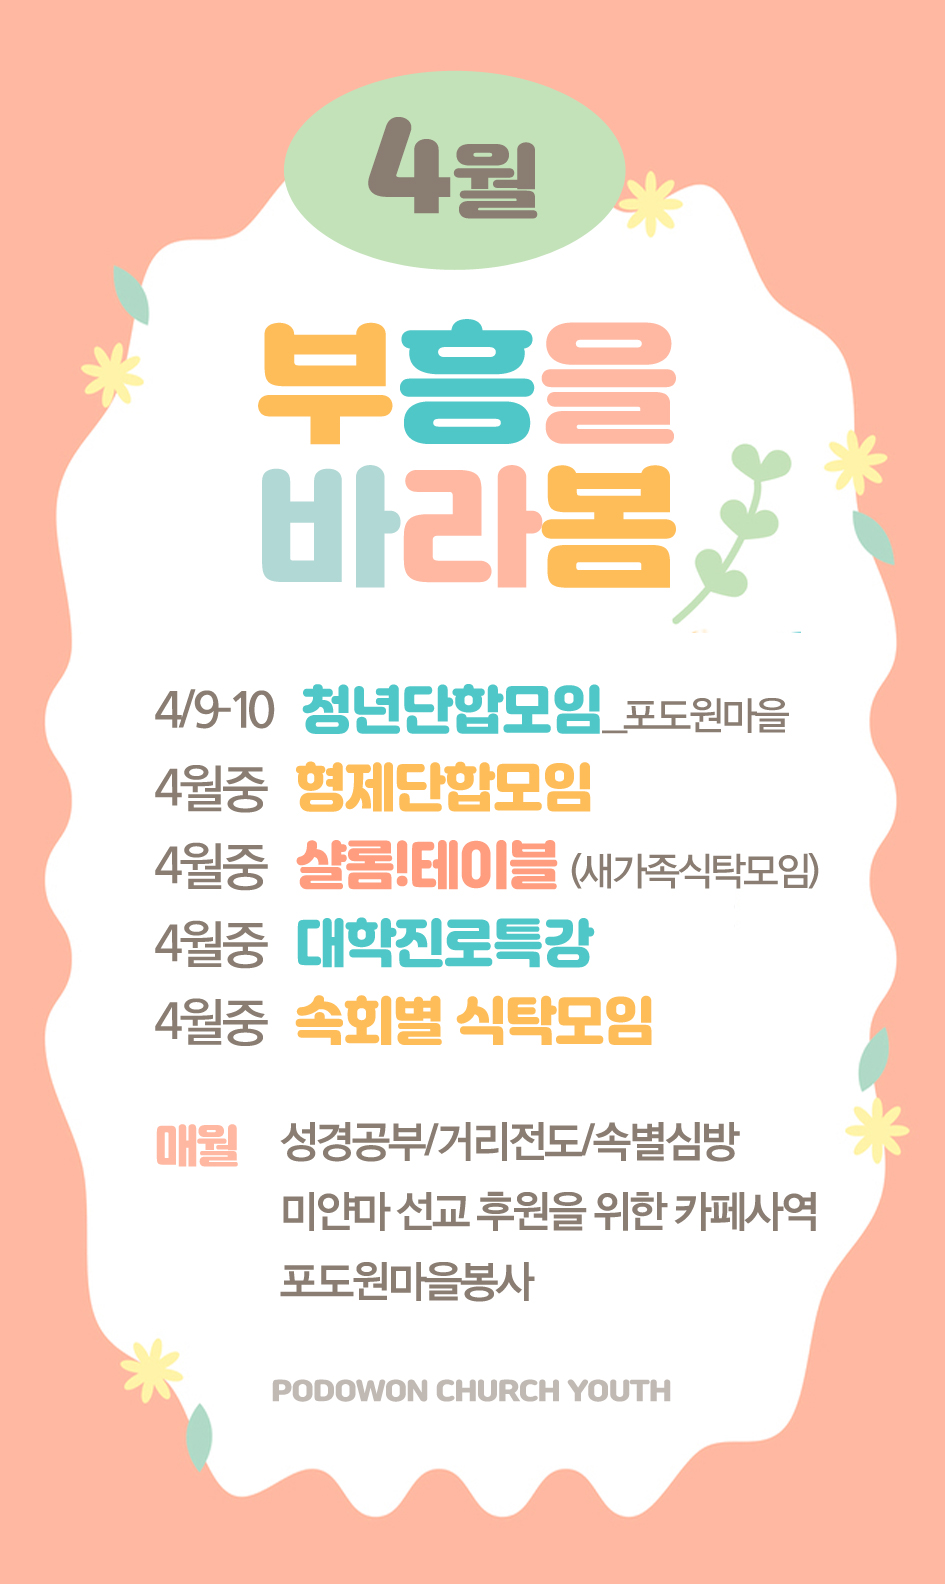 4월
부흥을
바라봄
4/9-10 청년단합모임_포도원마을
4월중 형제단합모임
4월중 샬롬!테이블 (새가족식탁모임)
4월중 대학진로특강
4월중 속회별 식탁모임
매월 성경공부/거리전도/속별심방
미얀마 선교 후원을 위한 카페사역
포도원마을봉사
PODOWON CHURCH YOUTH